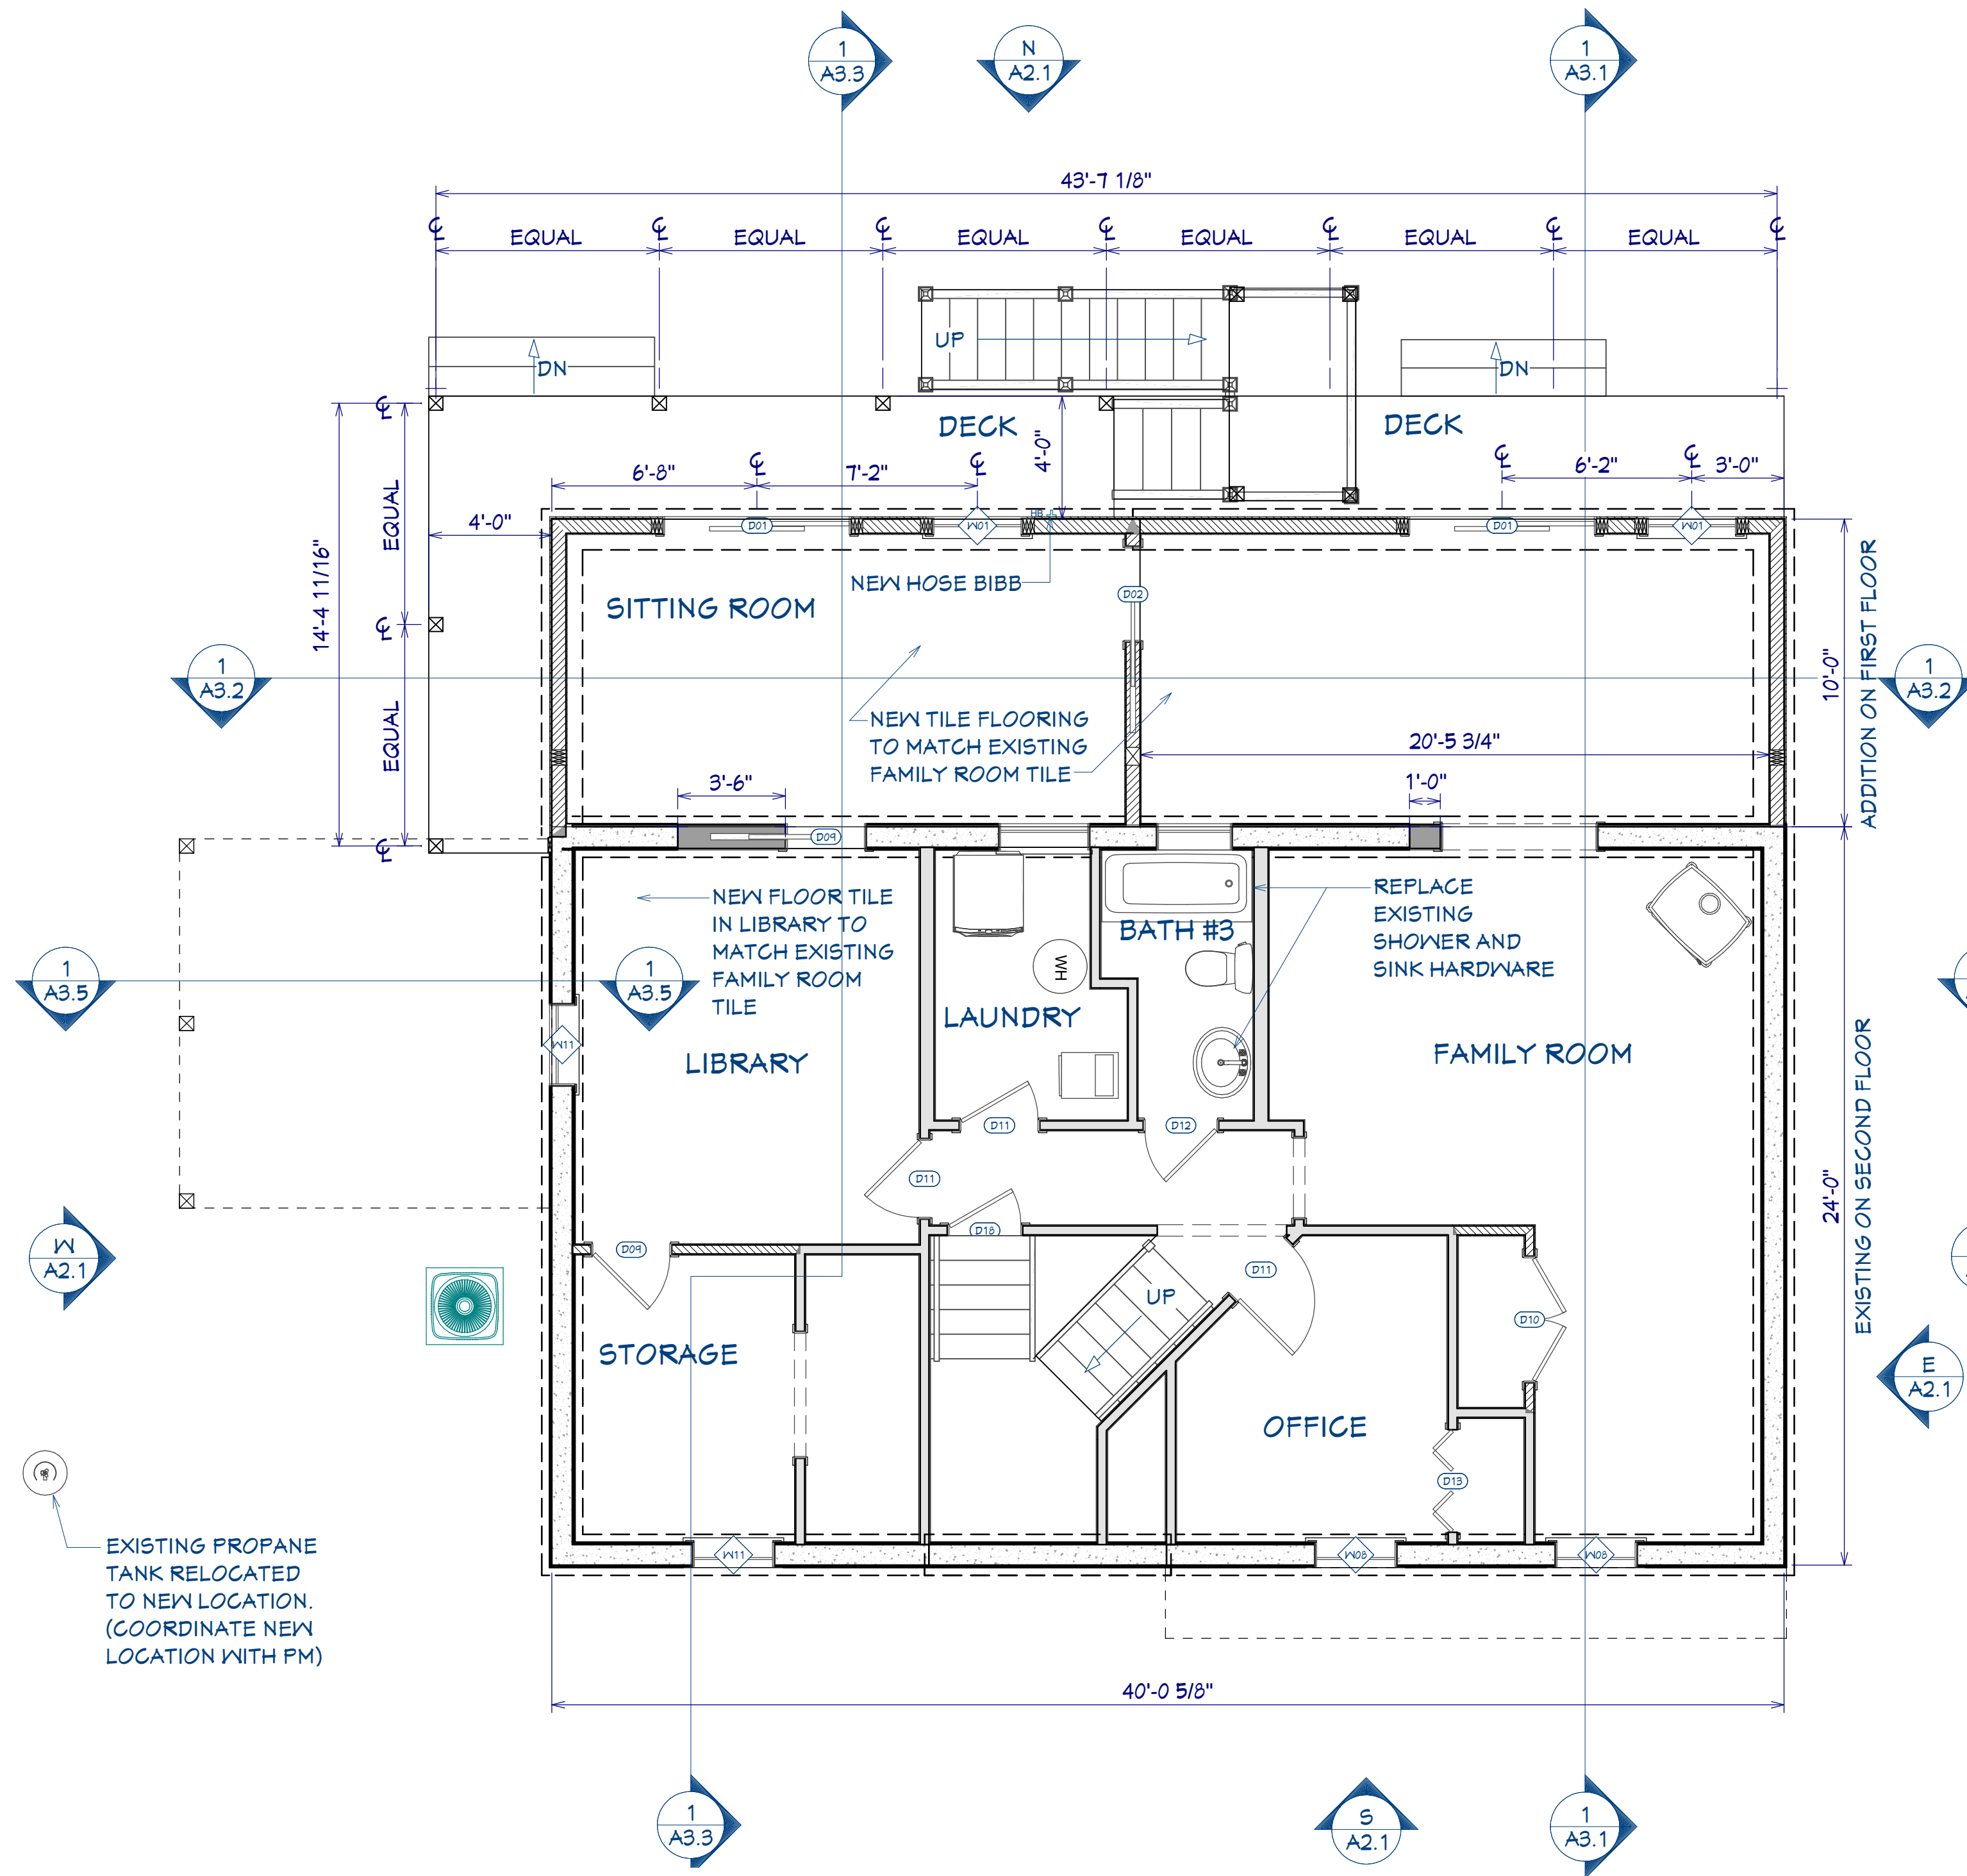 1
A3.3
N
A2.1
1
A3.1
43'-7 1/8"
EQUAL EQUAL EQUAL EQUAL EQUAL EQUAL
UP
DN
DN
DECK
DECK
4'-0"
6'-8"
7'-2"
6'-2"
3'-0"
EQUAL
4'-0"
14'-4 11/16"
HB
D01
W01
D01
W01
NEW HOSE BIBB
D02
SITTING ROOM
1
A3.2
1
A3.2
10'-0"
ADDITION ON FIRST FLOOR
EQUAL
NEW TILE FLOORING
TO MATCH EXISTING
FAMILY ROOM TILE
20'-5 3/4"
3'-6"
1'-0"
D09
NEW FLOOR TILE
IN LIBRARY TO
MATCH EXISTING
FAMILY ROOM
TILE
REPLACE
EXISTING
SHOWER AND
SINK HARDWARE
BATH #3
WH
1
A3.5
1
A3.5
LAUNDRY
W11
LIBRARY
FAMILY ROOM
EXISTING ON SECOND FLOOR
24'-0"
D11
D12
D11
D18
D09
D11
W
A2.1
UP
D10
STORAGE
E
A2.1
OFFICE
D13
EXISTING PROPANE
TANK RELOCATED
TO NEW LOCATION.
(COORDINATE NEW
LOCATION WITH PM)
W11
W08
W08
40'-0 5/8"
1
A3.3
S
A2.1
1
A3.1